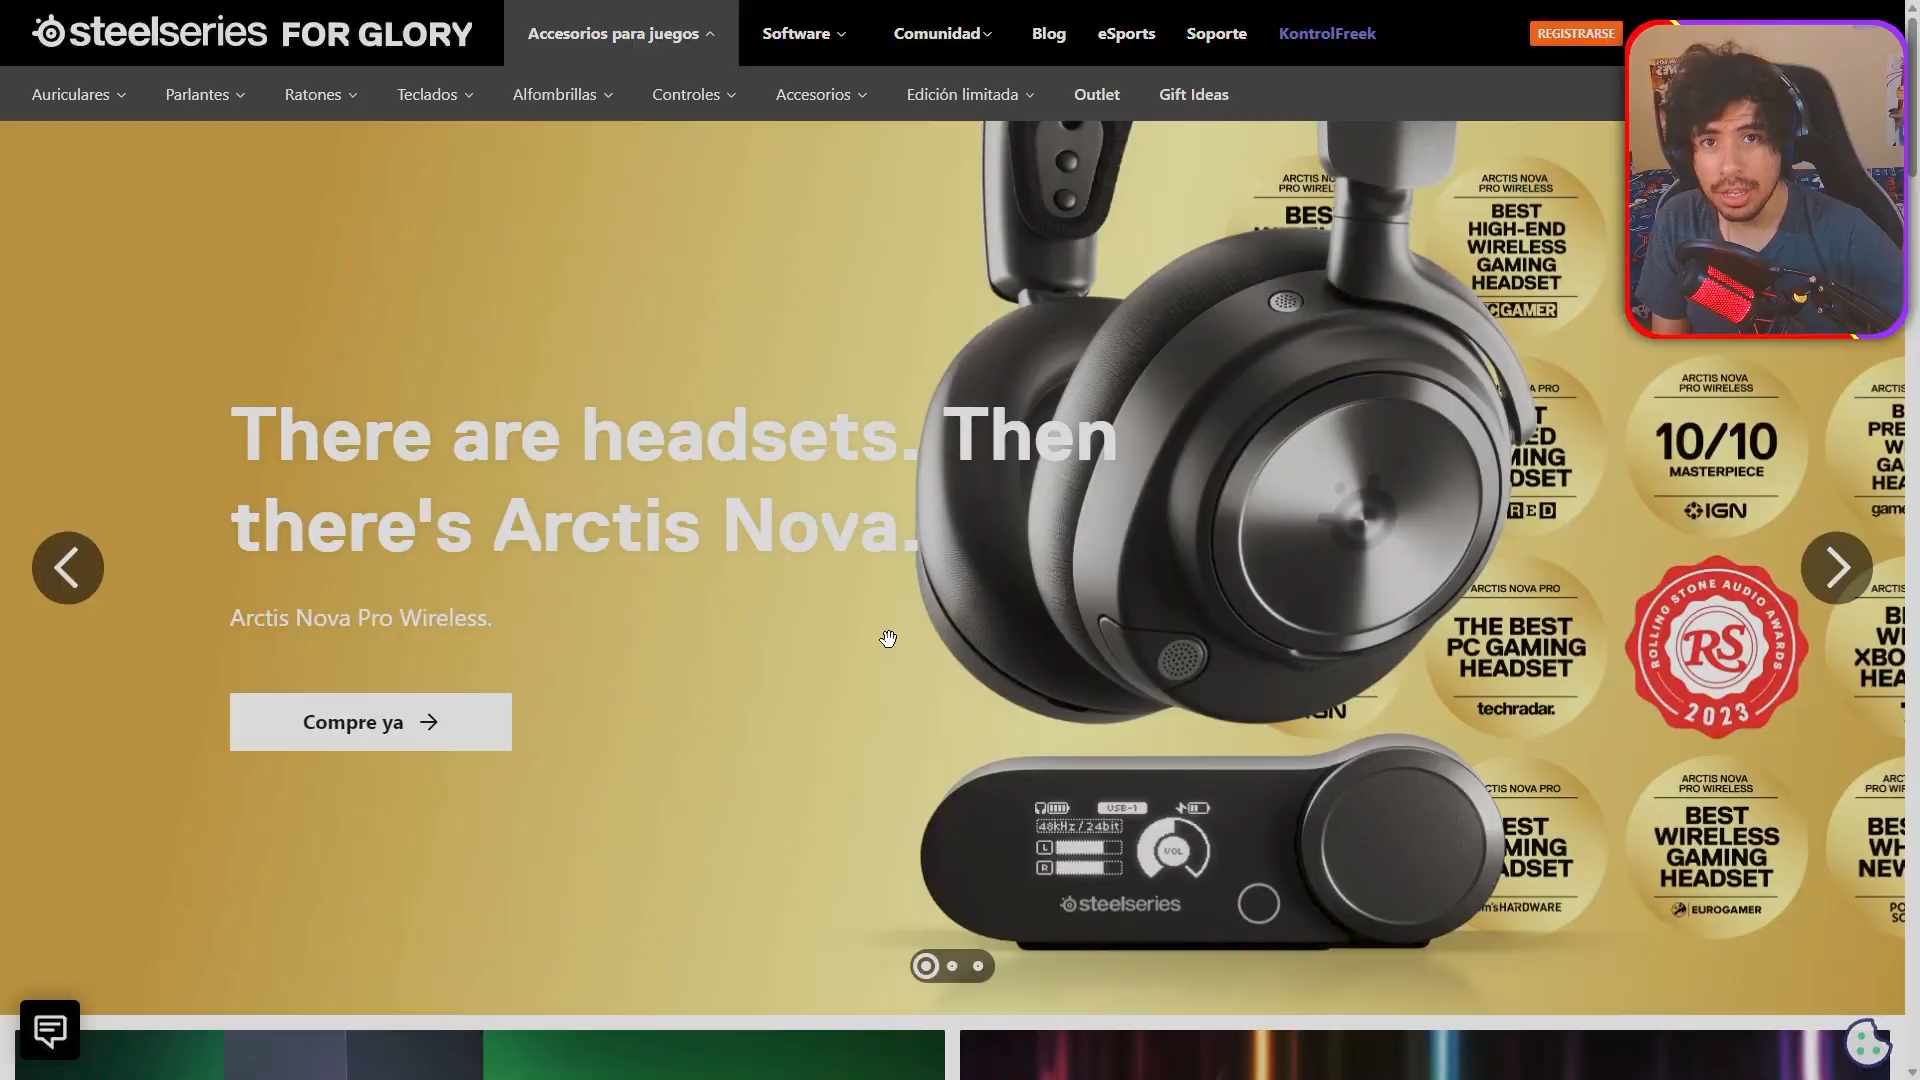 steelseries FOR GLORY
Accesorios para juegos
Software
Comunidad
Blog
eSports
Soporte
KontrolFreek
REGISTRARSE
Auriculares
Parlantes
Ratones
Teclados
Alfombrillas
Controles
Accesorios
Edición limitada
Outlet
Gift Ideas
There are headsets. Then
there's Arctis Nova.
Arctis Nova Pro Wireless.
Compre ya
ARCTIS NOVA
PRO WIRELESS
BEST
HIGH-END
WIRELESS
GAMING
HEADSET
GAMER
ARCTIS NOVA
PRO WIRELESS
10/10
MASTERPIECE
IGN
ARCTIS NOVA PRO
THE BEST
PC GAMING
HEADSET
techradar.
ROLLING STONE AUDIO AWARDS
RS
2023
ARCTIS NOVA
PRO WIRELESS
BEST
WIRELESS
GAMING
HEADSET
EUROGAMER
HARDWARE
USB-1
48kHz / 24bit
L
R
VOL
steelseries